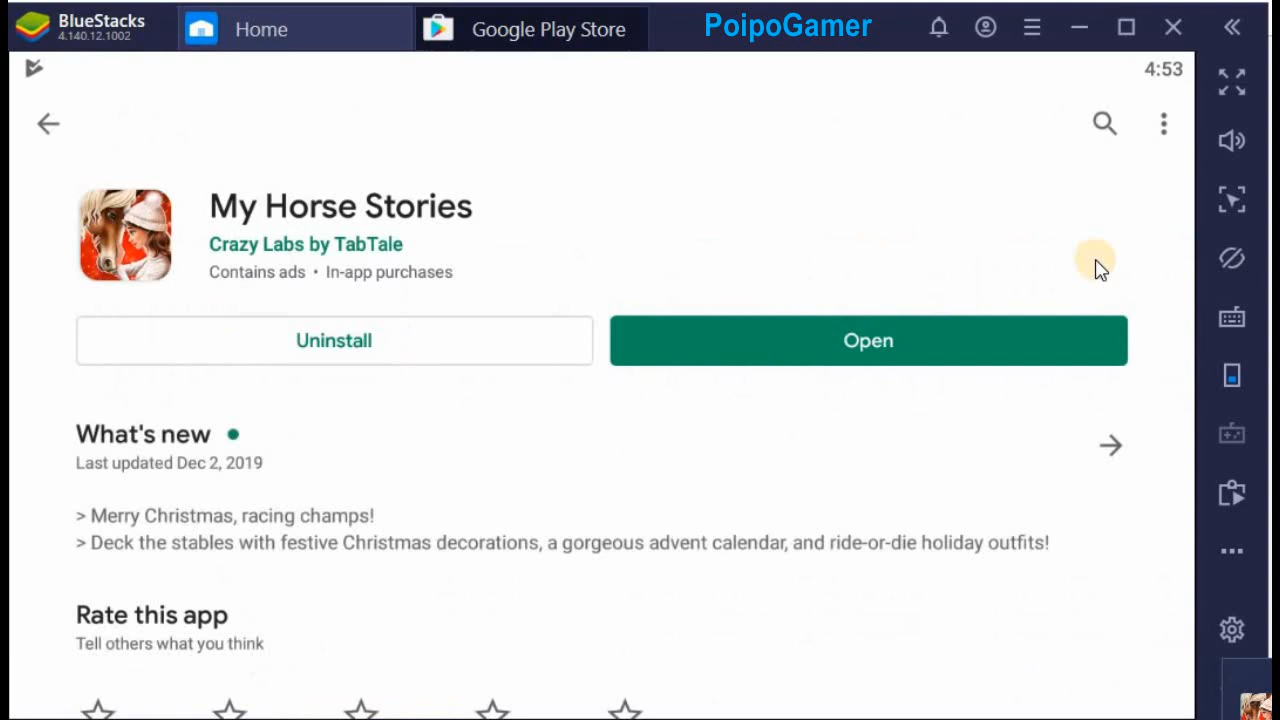 BlueStacks
4.140.12.1002
Home
Google Play Store
PoipoGamer
4:53
My Horse Stories
Crazy Labs by TabTale
Contains ads • In-app purchases
Uninstall
Open
What's new
Last updated Dec 2, 2019
> Merry Christmas, racing champs!
> Deck the stables with festive Christmas decorations, a gorgeous advent calendar, and ride-or-die holiday outfits!
Rate this app
Tell others what you think